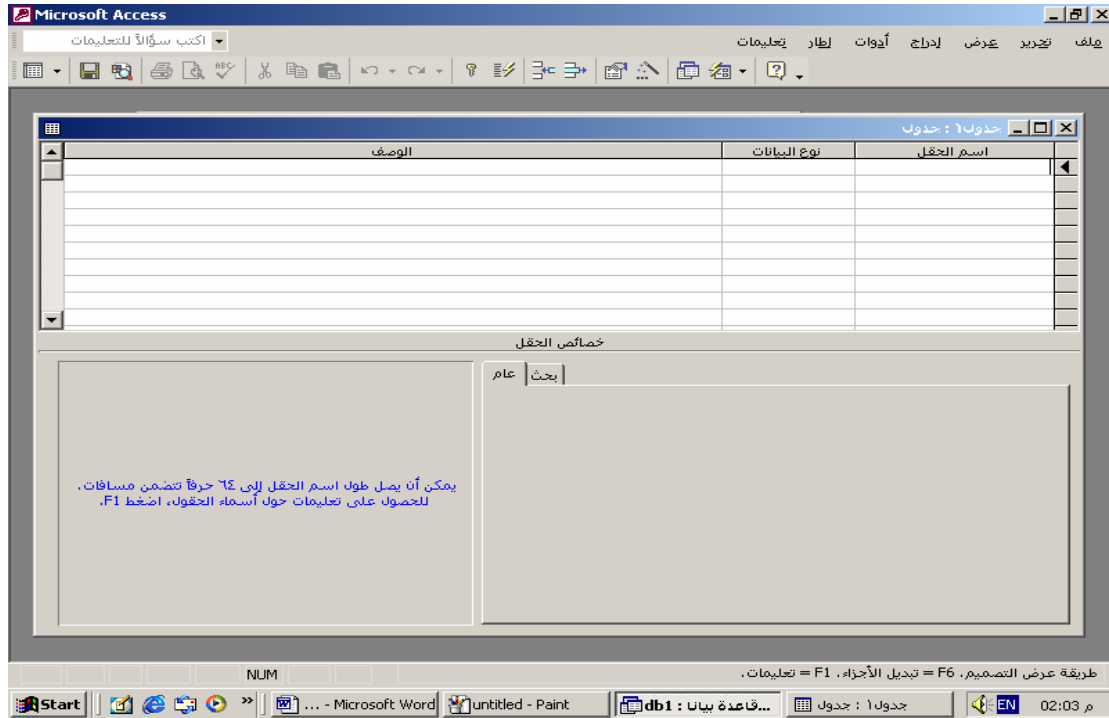 Microsoft Access
ملف تحرير عرض إدراج أدوات إطار تعليمات اكتب سؤالاً للتعليمات
جدول١ : جدول
اسم الحقل نوع البيانات الوصف
خصائص الحقل
عام بحث
يمكن أن يصل طول اسم الحقل إلى ٦٤ حرفاً تتضمن مسافات.
للحصول على تعليمات حول أسماء الحقول، اضغط F1.
طريقة عرض التصميم. F6 = تبديل الأجزاء. F1 = تعليمات.
NUM
Start » ... - Microsoft Word untitled - Paint db1 : قاعدة بيانا... جدول١ : جدول EN 02:03 م